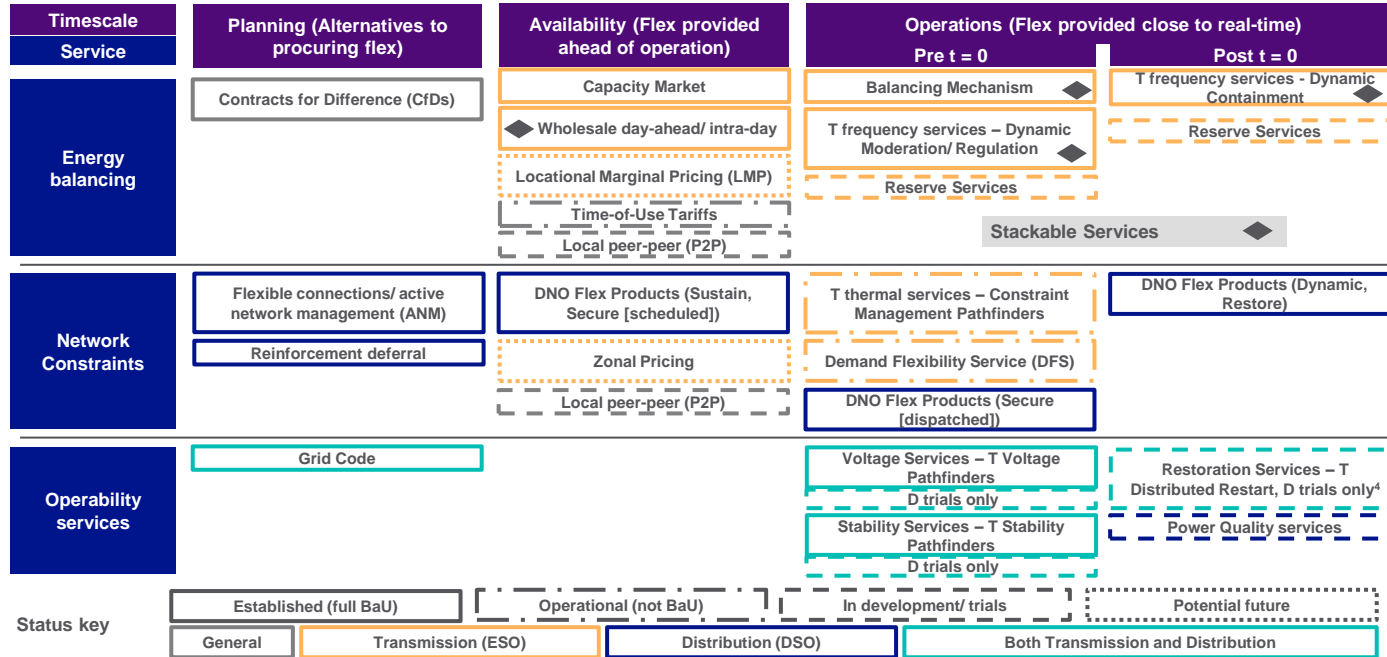 Timescale
Service
Planning (Alternatives to
procuring flex)
Availability (Flex provided
ahead of operation)
Operations (Flex provided close to real-time)
Pre t = 0
Post t = 0
Energy
balancing
Contracts for Difference (CfDs)
Capacity Market
Wholesale day-ahead/ intra-day
Locational Marginal Pricing (LMP)
Time-of-Use Tariffs
Local peer-peer (P2P)
Balancing Mechanism
T frequency services – Dynamic
Moderation/ Regulation
Reserve Services
T frequency services - Dynamic
Containment
Reserve Services
Stackable Services
Network
Constraints
Flexible connections/ active
network management (ANM)
Reinforcement deferral
DNO Flex Products (Sustain,
Secure [scheduled])
Zonal Pricing
Local peer-peer (P2P)
T thermal services – Constraint
Management Pathfinders
Demand Flexibility Service (DFS)
DNO Flex Products (Secure
[dispatched])
DNO Flex Products (Dynamic,
Restore)
Operability
services
Grid Code
Voltage Services – T Voltage
Pathfinders
D trials only
Stability Services – T Stability
Pathfinders
D trials only
Restoration Services – T
Distributed Restart, D trials only⁴
Power Quality services
Status key
Established (full BaU)
Operational (not BaU)
In development/ trials
Potential future
General
Transmission (ESO)
Distribution (DSO)
Both Transmission and Distribution